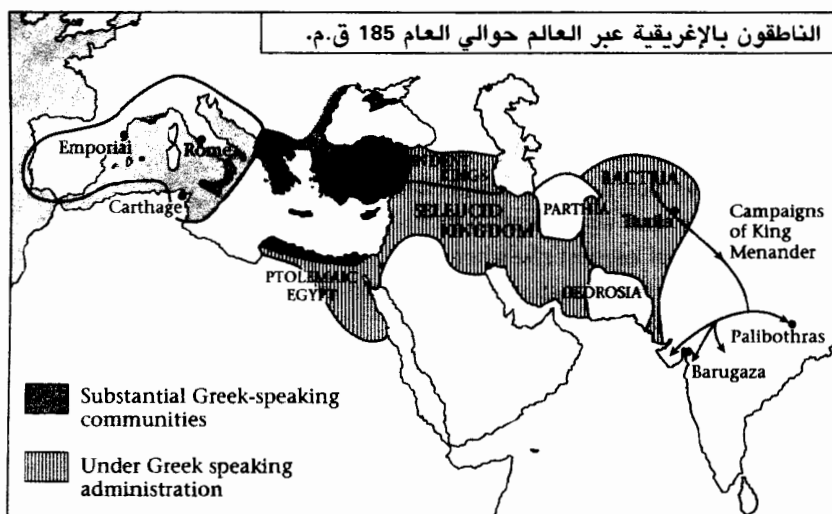 الناطقون بالإغريقية عبر العالم حوالي العام 185 ق.م.
Emporiai
Rome
Carthage
KINGS
SELEUCID
KINGDOM
PARTHIA
BACTRIA
PTOLEMAIC
EGYPT
GEDROSIA
Campaigns
of King
Menander
Palibothras
Barugaza
Substantial Greek-speaking
communities
Under Greek speaking
administration